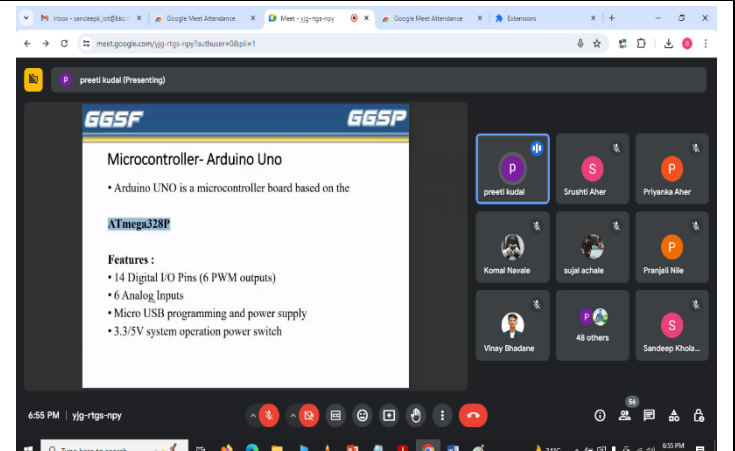 Inbox - sandeepk_iot@bks
Google Meet Attendance
Meet - yjg-rtgs-npy
Google Meet Attendance
Extensions
meet.google.com/yjg-rtgs-npy?authuser=0&pli=1
preeti kudal (Presenting)
GGSF
GGSP
Microcontroller- Arduino Uno
• Arduino UNO is a microcontroller board based on the
ATmega328P
Features :
• 14 Digital I/O Pins (6 PWM outputs)
• 6 Analog Inputs
• Micro USB programming and power supply
• 3.3/5V system operation power switch
preeti kudal
Srushti Aher
Priyanka Aher
Komal Navale
sujal achale
Pranjali Nile
Vinay Bhadane
48 others
Sandeep Khola...
6:55 PM | yjg-rtgs-npy
56
Type here to search
8:55 PM